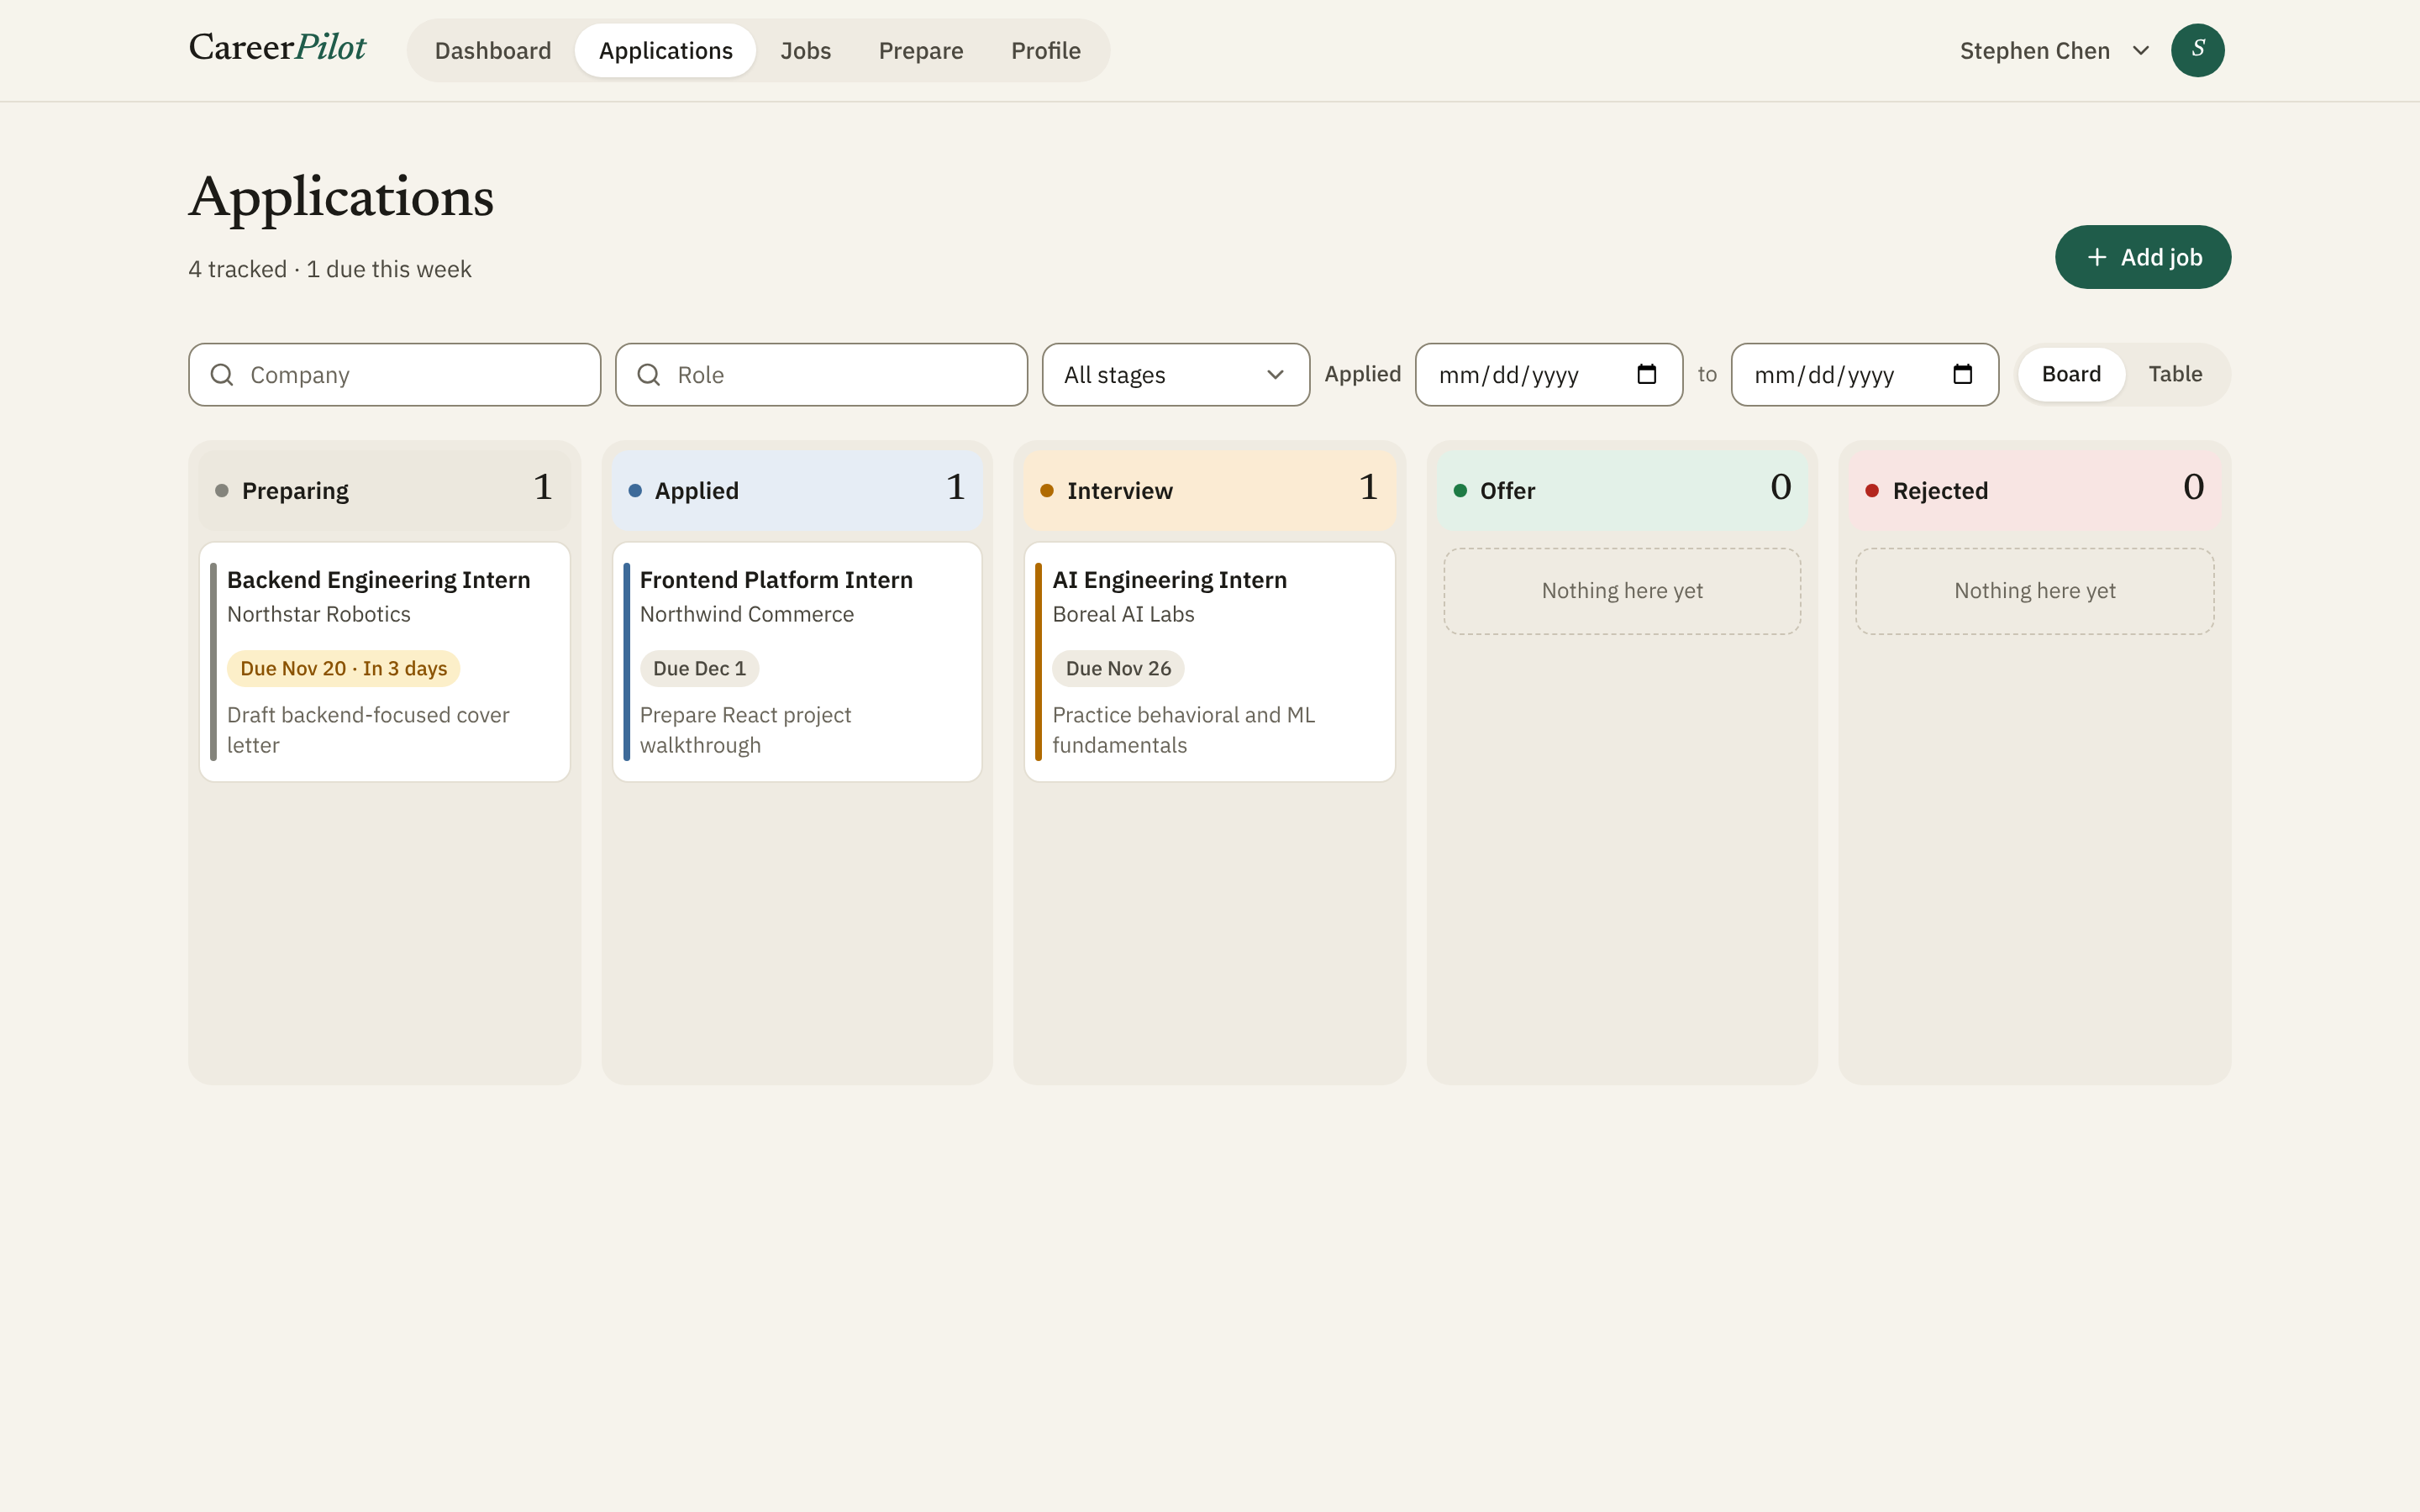 CareerPilot
Dashboard
Applications
Jobs
Prepare
Profile
Stephen Chen
S
Applications
4 tracked · 1 due this week
+ Add job
Company
Role
All stages
Applied
mm/dd/yyyy
to
mm/dd/yyyy
Board
Table
Preparing
1
Backend Engineering Intern
Northstar Robotics
Due Nov 20 · In 3 days
Draft backend-focused cover
letter
Applied
1
Frontend Platform Intern
Northwind Commerce
Due Dec 1
Prepare React project
walkthrough
Interview
1
AI Engineering Intern
Boreal AI Labs
Due Nov 26
Practice behavioral and ML
fundamentals
Offer
0
Nothing here yet
Rejected
0
Nothing here yet